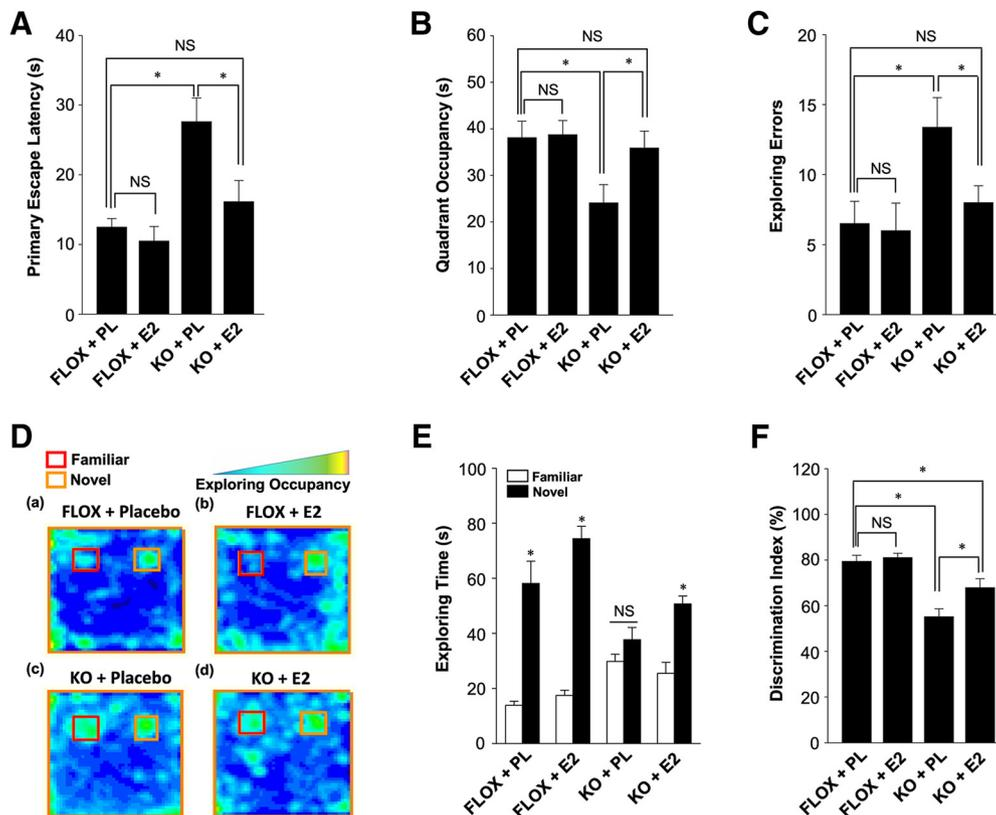 A
Primary Escape Latency (s)
40
30
20
10
0
NS
*
*
NS
FLOX + PL
FLOX + E2
KO + PL
KO + E2
B
Quadrant Occupancy (s)
60
50
40
30
20
10
0
NS
*
*
NS
FLOX + PL
FLOX + E2
KO + PL
KO + E2
C
Exploring Errors
20
15
10
5
0
NS
*
*
NS
FLOX + PL
FLOX + E2
KO + PL
KO + E2
D
Familiar
Novel
Exploring Occupancy
(a)
FLOX + Placebo
(b)
FLOX + E2
(c)
KO + Placebo
(d)
KO + E2
E
Exploring Time (s)
100
80
60
40
20
0
Familiar
Novel
*
*
NS
*
FLOX + PL
FLOX + E2
KO + PL
KO + E2
F
Discrimination Index (%)
120
100
80
60
40
20
0
*
*
NS
*
FLOX + PL
FLOX + E2
KO + PL
KO + E2